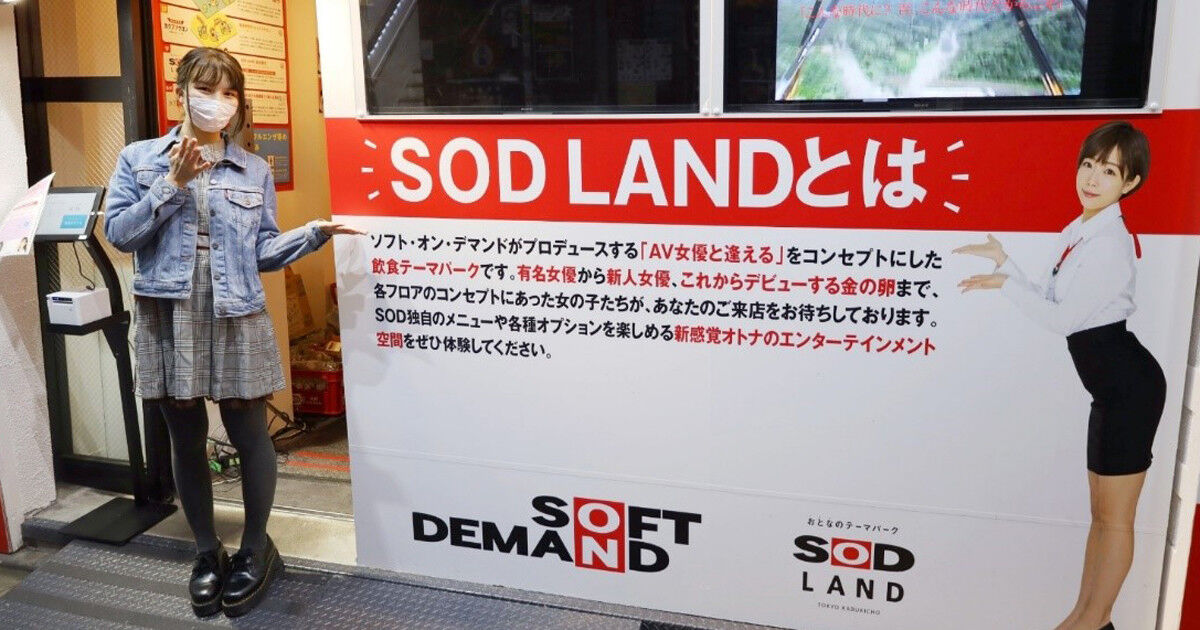 SOD LANDとは
ソフト・オン・デマンドがプロデュースする「AV女優と逢える」をコンセプトにした
飲食テーマパークです。有名女優から新人女優、これからデビューする金の卵まで、
各フロアのコンセプトにあった女の子たちが、あなたのご来店をお待ちしております。
SOD独自のメニューや各種オプションを楽しめる新感覚オトナのエンターテインメント
空間をぜひ体験してください。
SOFT
ON
DEMAND
おとなのテーマパーク
SOD
LAND
TOKYO KABUKICHO